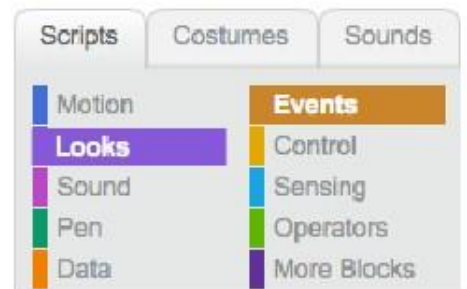 Scripts Costumes Sounds
Motion Events
Looks Control
Sound Sensing
Pen Operators
Data More Blocks